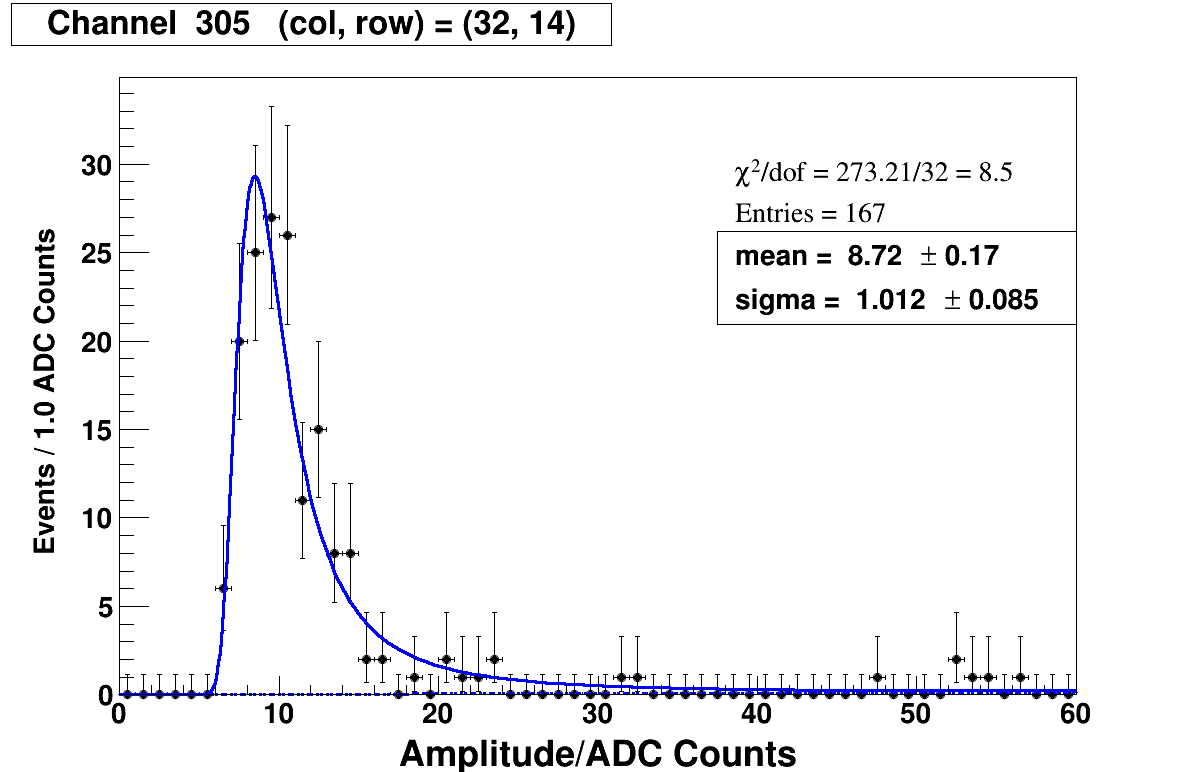 Channel 305 (col, row) = (32, 14)
χ²/dof = 273.21/32 = 8.5
Entries = 167
mean = 8.72 ± 0.17
sigma = 1.012 ± 0.085
Events / 1.0 ADC Counts
30
25
20
15
10
5
0
0 10 20 30 40 50 60
Amplitude/ADC Counts